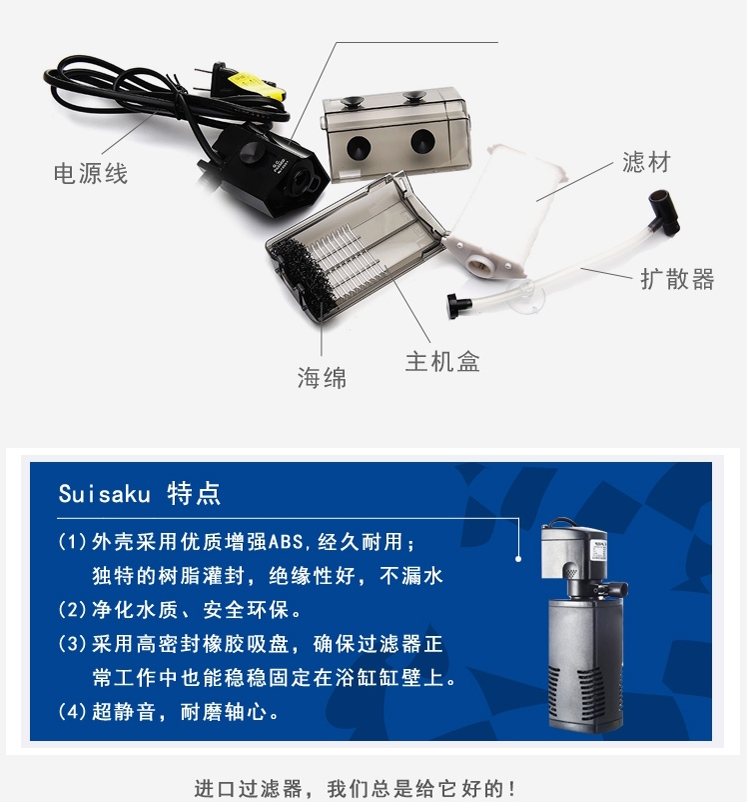 电源线
滤材
扩散器
主机盒
海绵
Suisaku 特点
(1)外壳采用优质增强ABS,经久耐用;
独特的树脂灌封，绝缘性好，不漏水
(2)净化水质、安全环保。
(3)采用高密封橡胶吸盘，确保过滤器正
常工作中也能稳稳固定在浴缸缸壁上。
(4)超静音，耐磨轴心。
进口过滤器，我们总是给它好的!